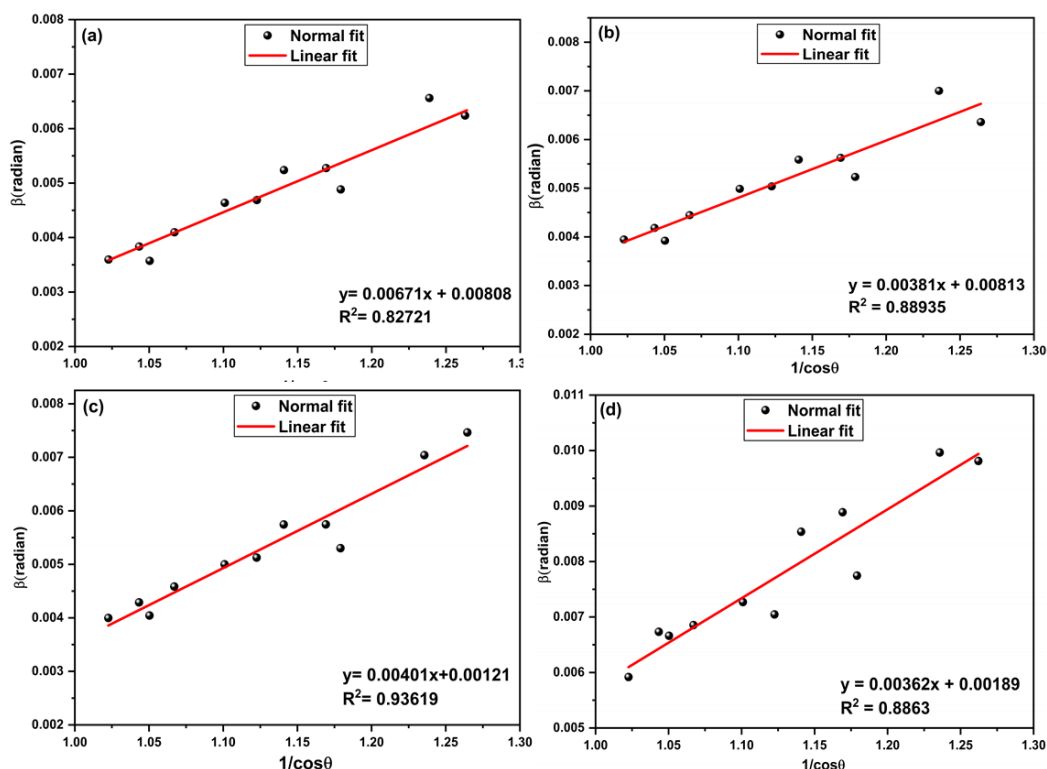 (a)
Normal fit
Linear fit
0.008
0.007
0.006
0.005
0.004
0.003
0.002
β(radian)
y= 0.00671x + 0.00808
R²= 0.82721
1.00 1.05 1.10 1.15 1.20 1.25 1.3
(b)
Normal fit
Linear fit
0.008
0.007
0.006
0.005
0.004
0.003
0.002
β(radian)
y = 0.00381x + 0.00813
R² = 0.88935
1.00 1.05 1.10 1.15 1.20 1.25 1.30
1/cosθ
(c)
Normal fit
Linear fit
0.008
0.007
0.006
0.005
0.004
0.003
0.002
β(radian)
y= 0.00401x+0.00121
R²= 0.93619
1.00 1.05 1.10 1.15 1.20 1.25 1.30
1/cosθ
(d)
Normal fit
Linear fit
0.011
0.010
0.009
0.008
0.007
0.006
0.005
β(radian)
y = 0.00362x + 0.00189
R² = 0.8863
1.00 1.05 1.10 1.15 1.20 1.25 1.30
1/cosθ